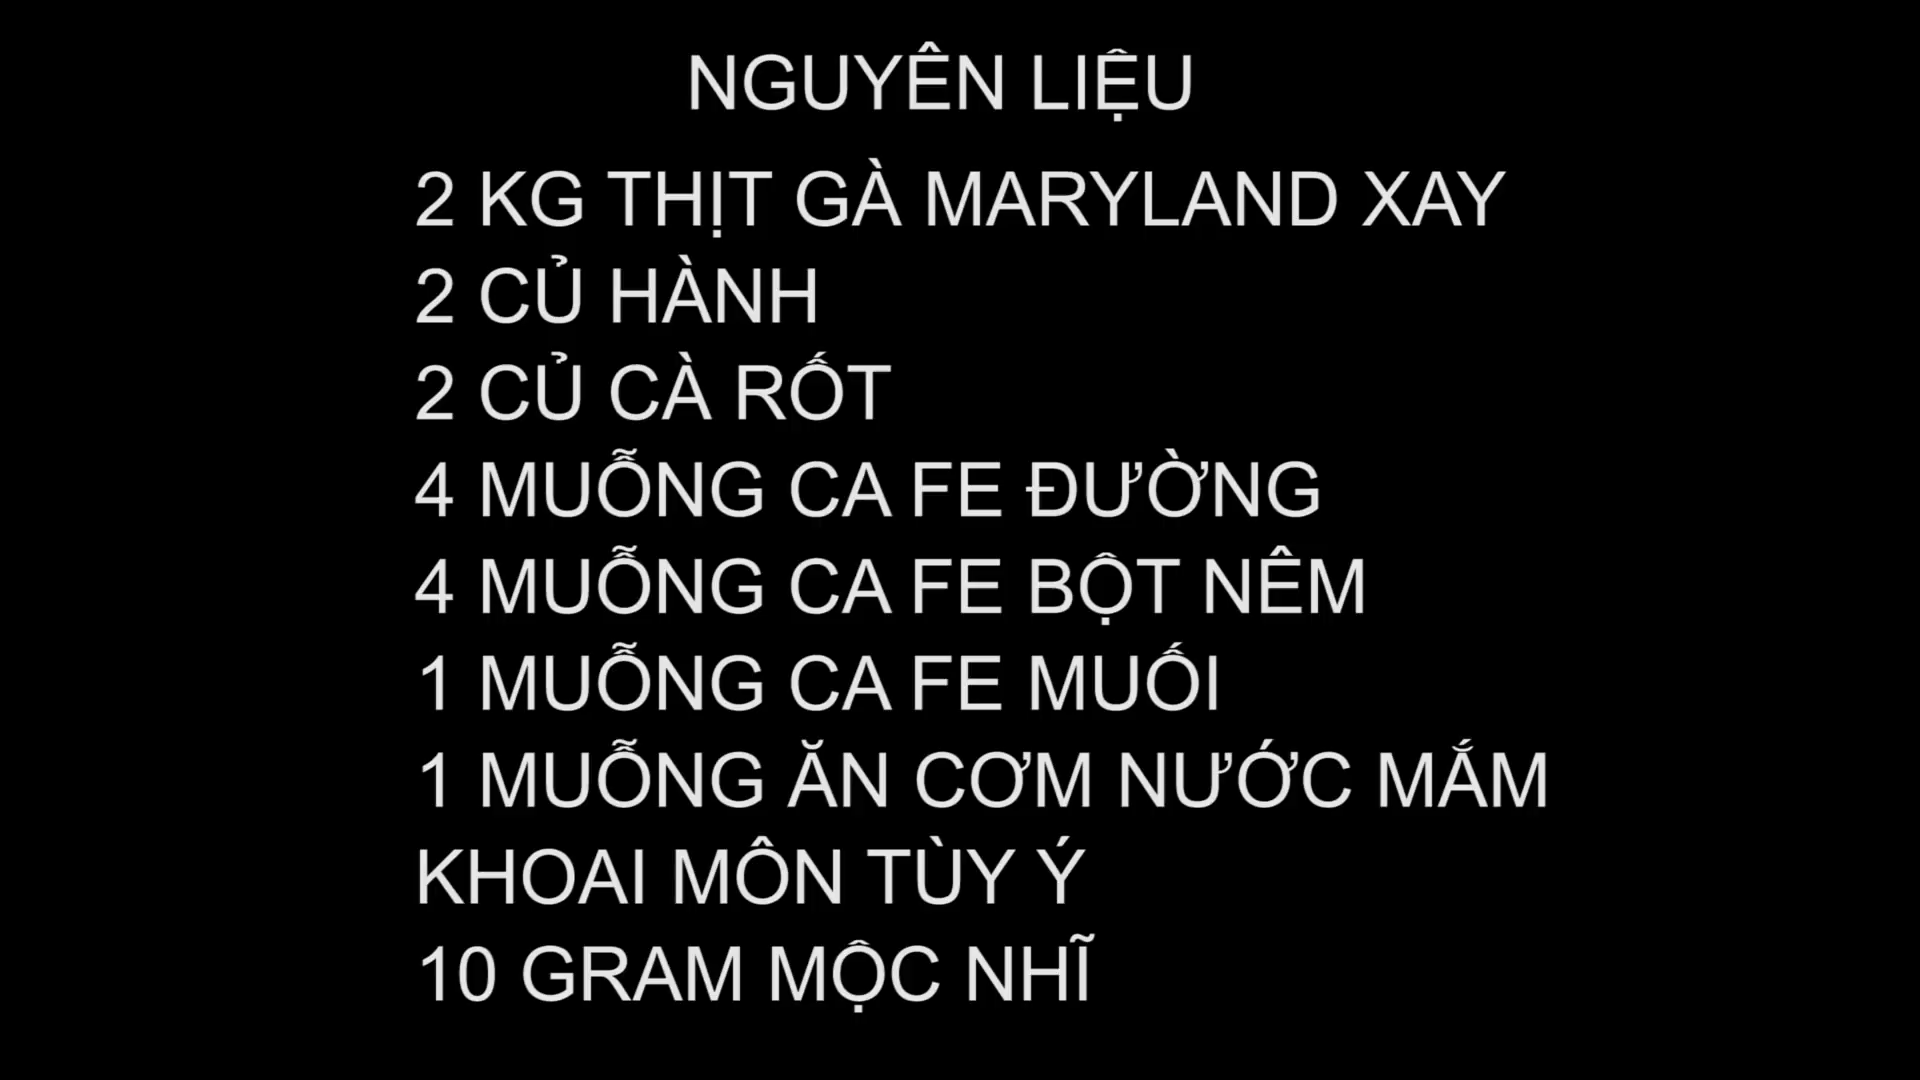 NGUYÊN LIỆU
2 KG THỊT GÀ MARYLAND XAY
2 CỦ HÀNH
2 CỦ CÀ RỐT
4 MUỖNG CA FE ĐƯỜNG
4 MUỖNG CA FE BỘT NÊM
1 MUỖNG CA FE MUỐI
1 MUỖNG ĂN CƠM NƯỚC MẮM
KHOAI MÔN TÙY Ý
10 GRAM MỘC NHĨ